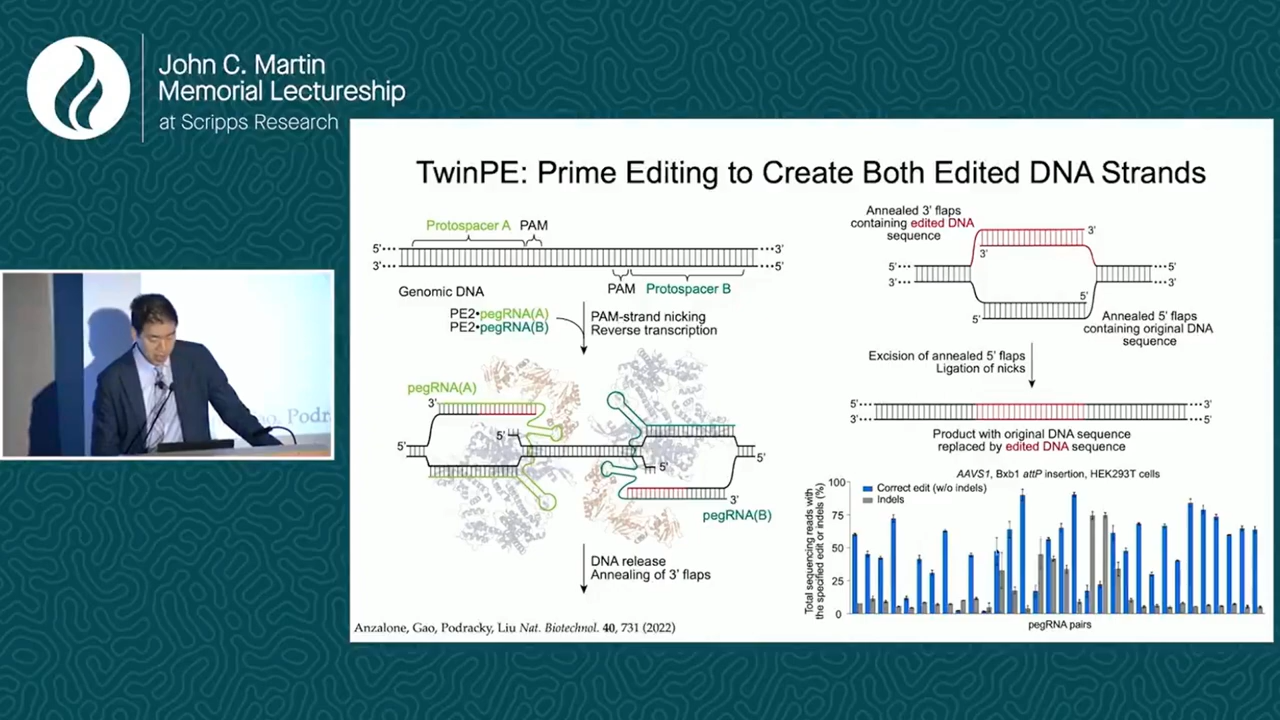 John C. Martin
Memorial Lectureship
at Scripps Research
TwinPE: Prime Editing to Create Both Edited DNA Strands
Protospacer A PAM
5' 3'
3' 5'
PAM Protospacer B
Genomic DNA
PE2•pegRNA(A)
PE2•pegRNA(B)
PAM-strand nicking
Reverse transcription
pegRNA(A)
3'
5'
5'
5'
5'
3'
pegRNA(B)
DNA release
Annealing of 3' flaps
Anzalone, Gao, Podracky, Liu Nat. Biotechnol. 40, 731 (2022)
Annealed 3' flaps
containing edited DNA
sequence
3'
3'
5' 5'
3' 3'
5'
5'
Annealed 5' flaps
containing original DNA
sequence
Excision of annealed 5' flaps
Ligation of nicks
5' 3'
3' 5'
Product with original DNA sequence
replaced by edited DNA sequence
AAVS1, Bxb1 attP insertion, HEK293T cells
Correct edit (w/o indels)
Indels
Total sequencing reads with
the specified edit or indels (%)
100
75
50
25
0
pegRNA pairs
Gao, Podr